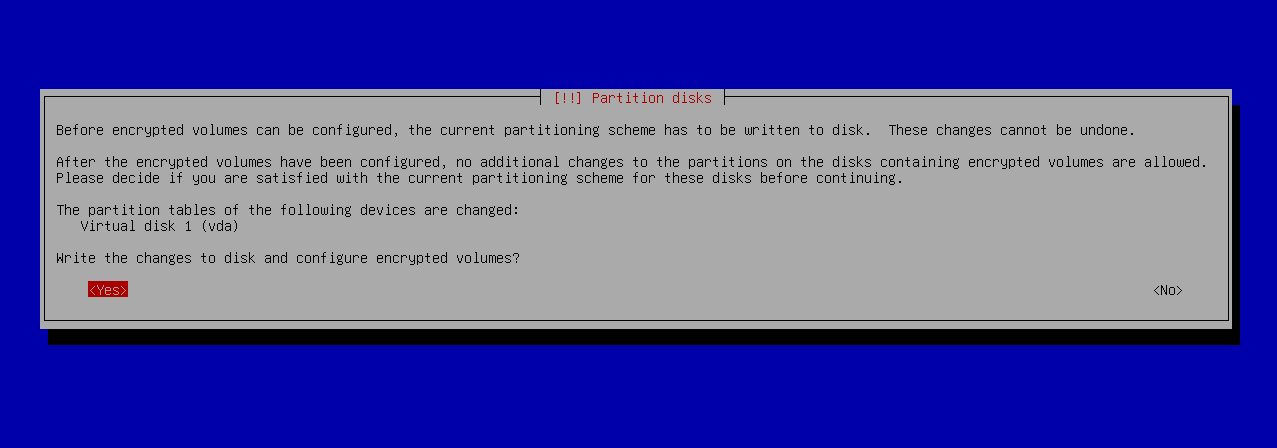 [!!] Partition disks
Before encrypted volumes can be configured, the current partitioning scheme has to be written to disk.  These changes cannot be undone.
After the encrypted volumes have been configured, no additional changes to the partitions on the disks containing encrypted volumes are allowed.
Please decide if you are satisfied with the current partitioning scheme for these disks before continuing.
The partition tables of the following devices are changed:
Virtual disk 1 (vda)
Write the changes to disk and configure encrypted volumes?
<Yes> <No>